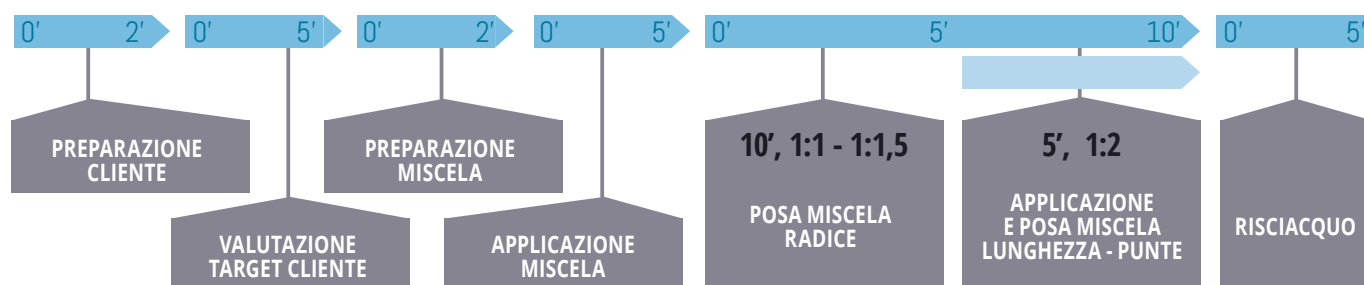 0’ 2’ 0’ 5’ 0’ 2’ 0’ 5’ 0’ 5’ 10’ 0’ 5’
PREPARAZIONE
CLIENTE
VALUTAZIONE
TARGET CLIENTE
PREPARAZIONE
MISCELA
APPLICAZIONE
MISCELA
10’, 1:1 - 1:1,5
POSA MISCELA
RADICE
5’, 1:2
APPLICAZIONE
E POSA MISCELA
LUNGHEZZA - PUNTE
RISCIACQUO